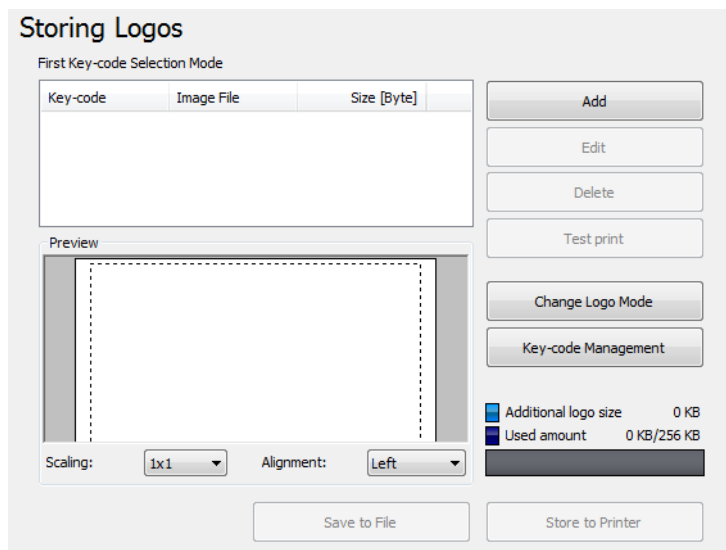 Storing Logos
First Key-code Selection Mode
Key-code Image File Size [Byte]
Add
Edit
Delete
Test print
Preview
Change Logo Mode
Key-code Management
Additional logo size 0 KB
Used amount 0 KB/256 KB
Scaling: 1x1 Alignment: Left
Save to File Store to Printer